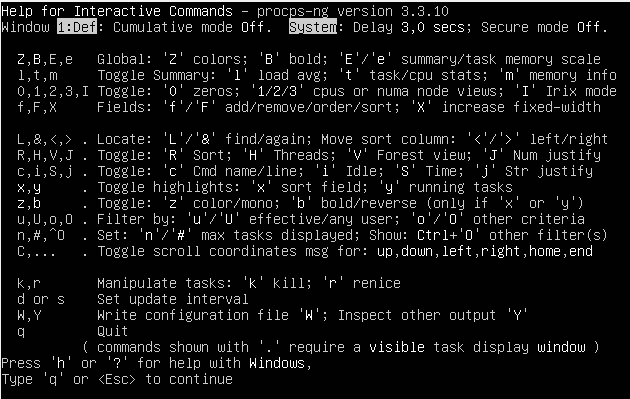 Help for Interactive Commands - procps-ng version 3.3.10
Window 1:Def: Cumulative mode Off.  System: Delay 3,0 secs; Secure mode Off.

  Z,B,E,e   Global: 'Z' colors; 'B' bold; 'E'/'e' summary/task memory scale
  l,t,m     Toggle Summary: 'l' load avg; 't' task/cpu stats; 'm' memory info
  0,1,2,3,I Toggle: '0' zeros; '1/2/3' cpus or numa node views; 'I' Irix mode
  f,F,X     Fields: 'f'/'F' add/remove/order/sort; 'X' increase fixed-width

  L,&,<,> . Locate: 'L'/'&' find/again; Move sort column: '<'/'>' left/right
  R,H,V,J . Toggle: 'R' Sort; 'H' Threads; 'V' Forest view; 'J' Num justify
  c,i,S,j . Toggle: 'c' Cmd name/line; 'i' Idle; 'S' Time; 'j' Str justify
  x,y     . Toggle highlights: 'x' sort field; 'y' running tasks
  z,b     . Toggle: 'z' color/mono; 'b' bold/reverse (only if 'x' or 'y')
  u,U,o,O . Filter by: 'u'/'U' effective/any user; 'o'/'O' other criteria
  n,#,^O  . Set: 'n'/'#' max tasks displayed; Show: Ctrl+'O' other filter(s)
  C,...   . Toggle scroll coordinates msg for: up,down,left,right,home,end

  k,r       Manipulate tasks: 'k' kill; 'r' renice
  d or s    Set update interval
  W,Y       Write configuration file 'W'; Inspect other output 'Y'
  q         Quit
          ( commands shown with '.' require a visible task display window )
Press 'h' or '?' for help with Windows,
Type 'q' or <Esc> to continue